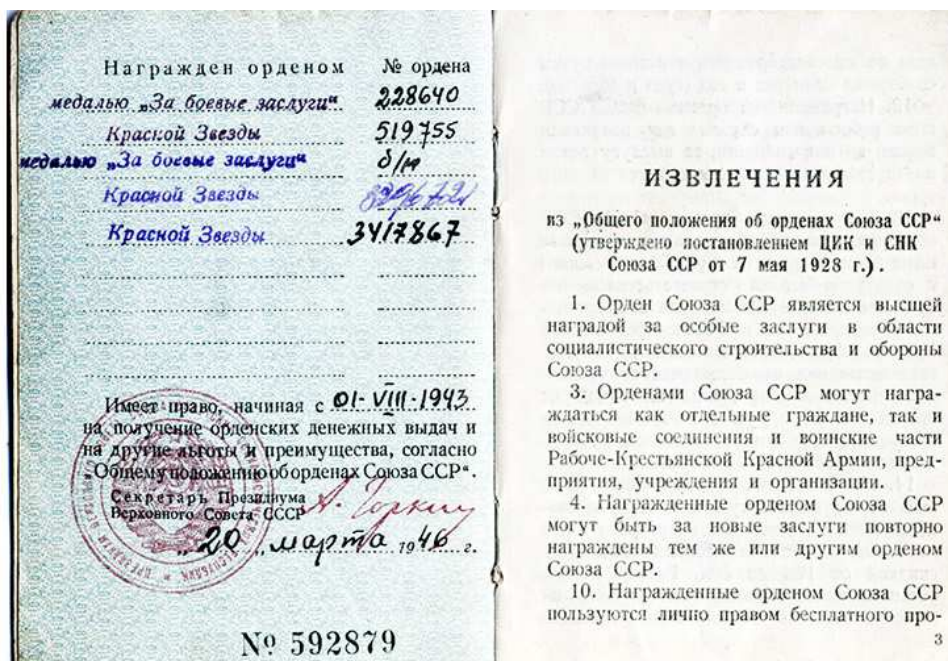 Награжден орденом № ордена
медалью „За боевые заслуги“ 228640
Красной Звезды 519755
медалью „За боевые заслуги“ б/н
Красной Звезды
Красной Звезды 3417867
Имеет право, начиная с 01-VIII-1943
на получение орденских денежных выдач и
на другие льготы и преимущества, согласно
„Общему положению об орденах Союза ССР“.
Секретарь Президиума
Верховного Совета СССР А. Горкин
„20„ марта 1946 г.
№ 592879
ИЗВЛЕЧЕНИЯ
из „Общего положения об орденах Союза ССР“
(утверждено постановлением ЦИК и СНК
Союза ССР от 7 мая 1928 г.).
1. Орден Союза ССР является высшей
наградой за особые заслуги в области
социалистического строительства и обороны
Союза ССР.
3. Орденами Союза ССР могут награ-
ждаться как отдельные граждане, так и
войсковые соединения и воинские части
Рабоче-Крестьянской Красной Армии, пред-
приятия, учреждения и организации.
4. Награжденные орденом Союза ССР
могут быть за новые заслуги повторно
награждены тем же или другим орденом
Союза ССР.
10. Награжденные орденом Союза ССР
пользуются лично правом бесплатного про-
3